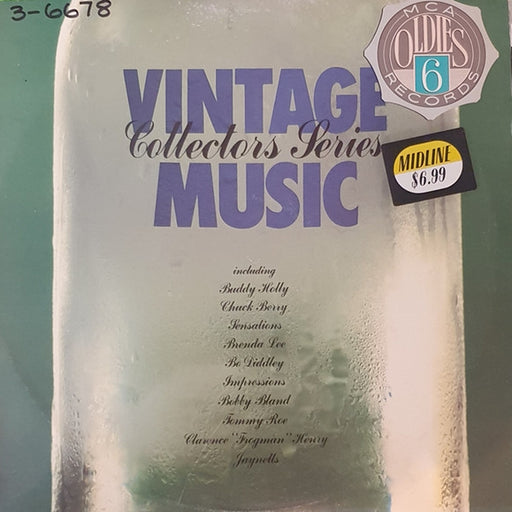 3-6678
MCA
OLDIES
6
RECORDS
VINTAGE
Collectors Series
MUSIC
MIDLINE
$6.99
including
Buddy Holly
Chuck Berry
Sensations
Brenda Lee
Bo Diddley
Impressions
Bobby Bland
Tommy Roe
Clarence "Frogman" Henry
Jaynetts